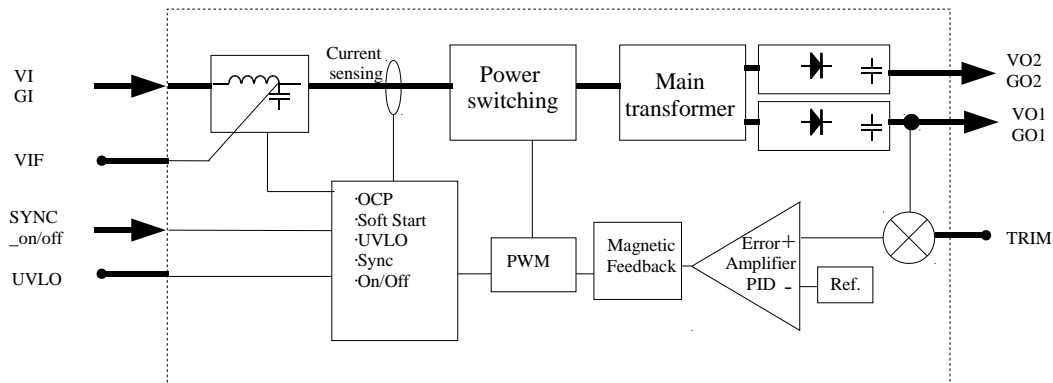 Current
sensing
VI
GI
Power
switching
Main
transformer
VO2
GO2
VO1
GO1
VIF
SYNC
_on/off
UVLO
·OCP
·Soft Start
·UVLO
·Sync
·On/Off
PWM
Magnetic
Feedback
Error+
Amplifier
PID -
Ref.
TRIM